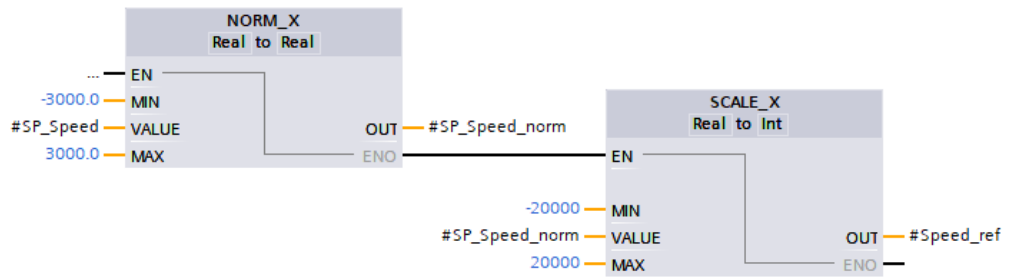 NORM_X
Real to Real
... EN
-3000.0 MIN
#SP_Speed VALUE OUT #SP_Speed_norm
3000.0 MAX ENO
SCALE_X
Real to Int
EN
-20000 MIN
#SP_Speed_norm VALUE OUT #Speed_ref
20000 MAX ENO